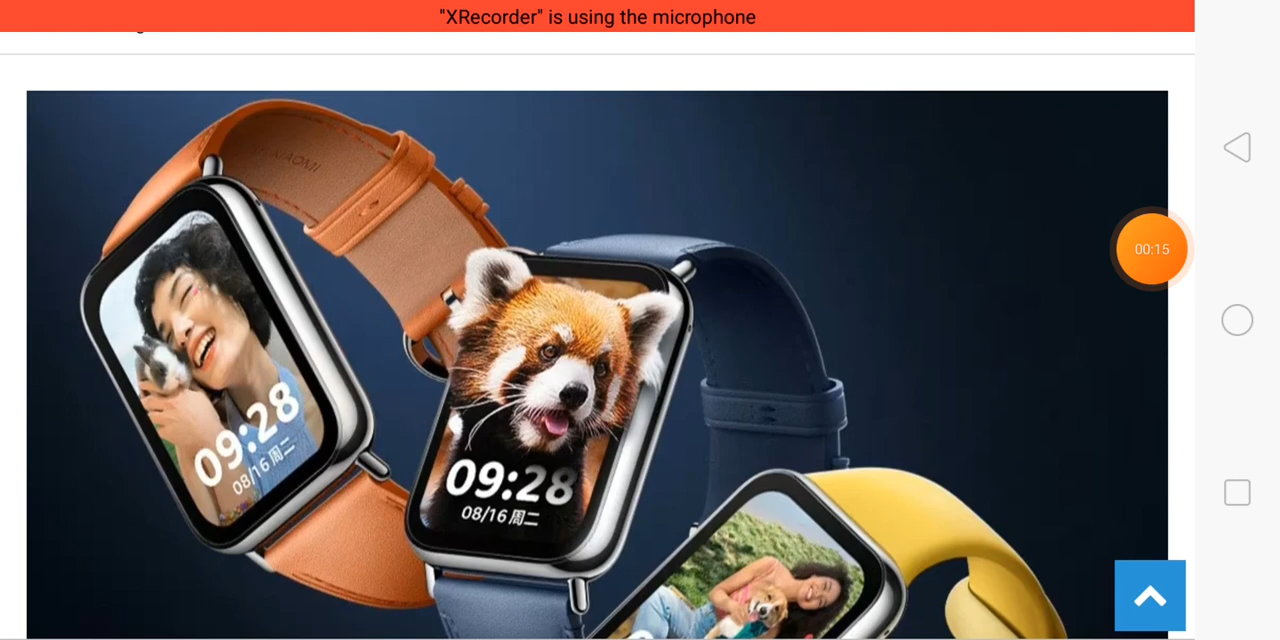 "XRecorder" is using the microphone
XIAOMI
00:15
09:28
08/16周二
09:28
08/16周二